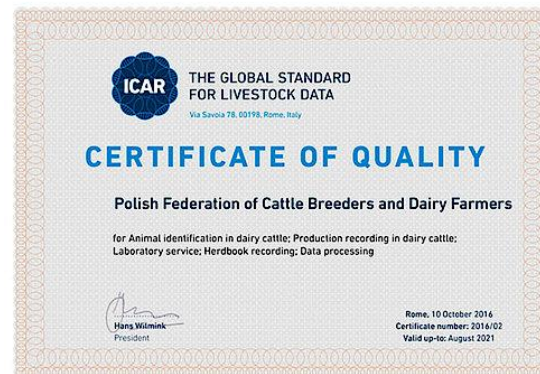 ICAR
THE GLOBAL STANDARD
FOR LIVESTOCK DATA
Via Savoia 78, 00198, Rome, Italy
CERTIFICATE OF QUALITY
Polish Federation of Cattle Breeders and Dairy Farmers
for Animal identification in dairy cattle; Production recording in dairy cattle;
Laboratory service; Herdbook recording; Data processing
Hans Wilmink
President
Rome, 10 October 2016
Certificate number: 2016/02
Valid up-to: August 2021